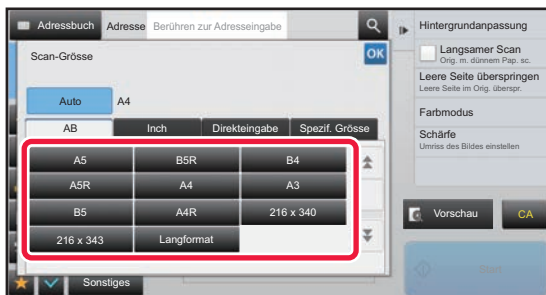 Adressbuch Adresse Berühren zur Adresseingabe
Scan-Grösse
OK
Auto A4
AB Inch Direkteingabe Spezif. Grösse
A5 B5R B4
A5R A4 A3
B5 A4R 216 x 340
216 x 343 Langformat
Sonstiges
Hintergrundanpassung
Langsamer Scan
Orig. m. dünnem Pap. sc.
Leere Seite überspringen
Leere Seite im Orig. überspr.
Farbmodus
Schärfe
Umriss des Bildes einstellen
Vorschau CA
Start